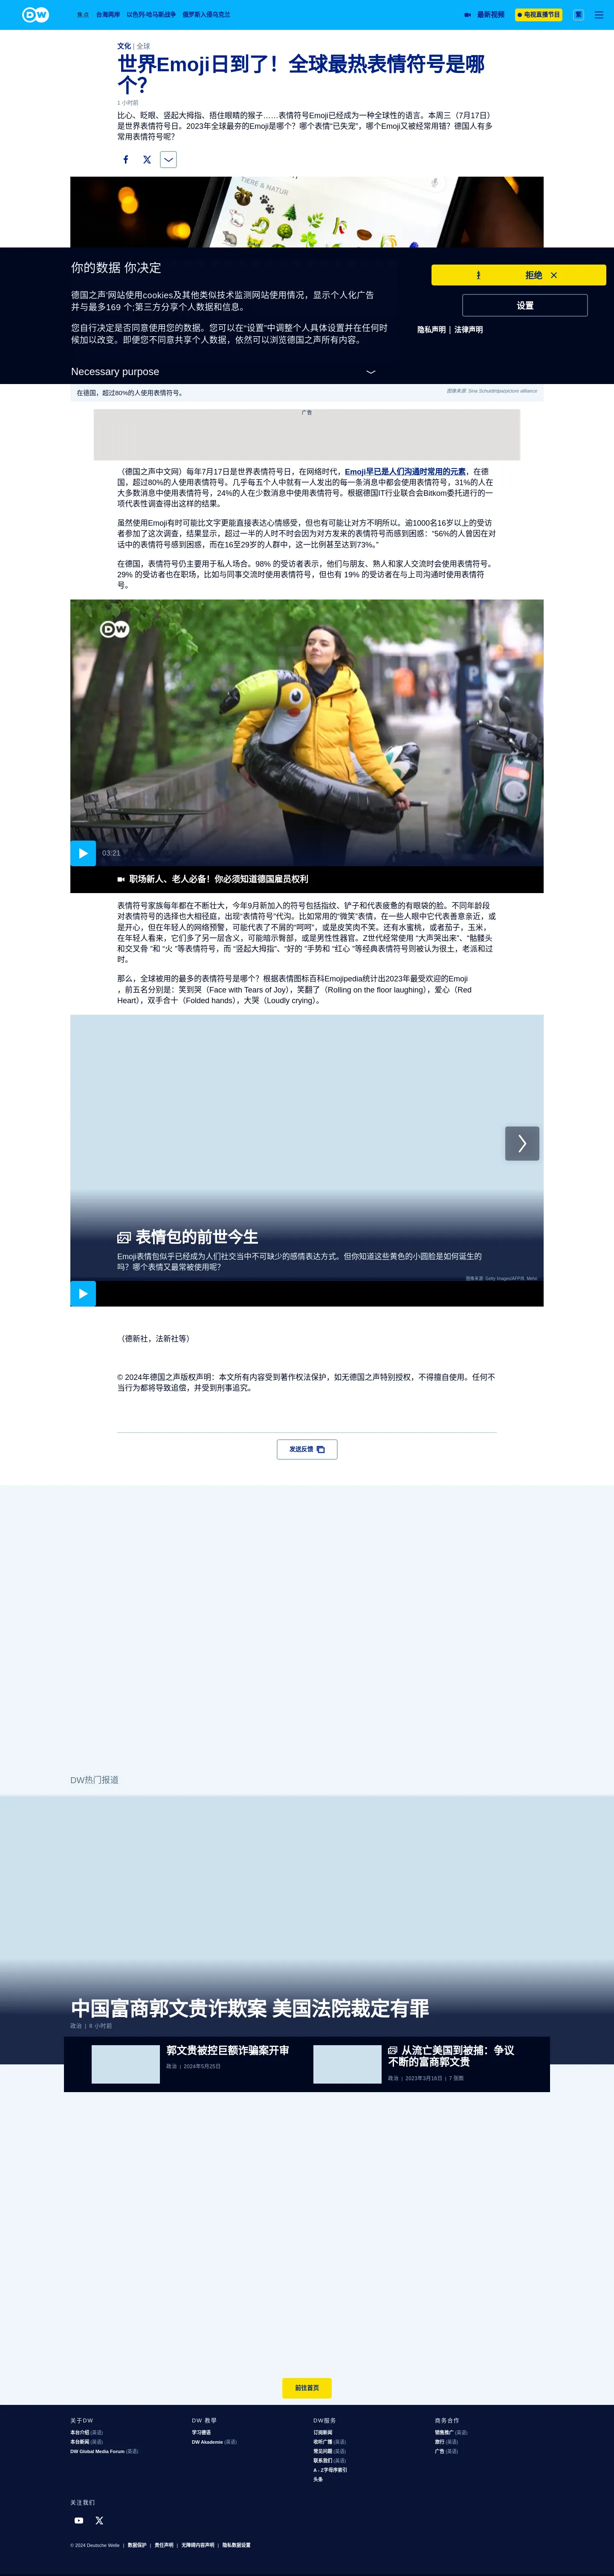 DW
焦点 台海两岸 以色列-哈马斯战争 俄罗斯入侵乌克兰 最新视频 电视直播节目 繁
文化 | 全球
世界Emoji日到了！全球最热表情符号是哪
个？
1 小时前
比心、眨眼、竖起大拇指、捂住眼睛的猴子……表情符号Emoji已经成为一种全球性的语言。本周三（7月17日）
是世界表情符号日。2023年全球最夯的Emoji是哪个？哪个表情“已失宠”，哪个Emoji又被经常用错？德国人有多
常用表情符号呢？
TIERE & NATUR
你的数据 你决定
德国之声'网站使用cookies及其他类似技术监测网站使用情况，显示个人化广告
并与最多169 个;第三方分享个人数据和信息。
您自行决定是否同意使用您的数据。您可以在“设置”中调整个人具体设置并在任何时
候加以改变。即便您不同意共享个人数据，依然可以浏览德国之声所有内容。
Necessary purpose
拒绝
设置
隐私声明 | 法律声明
在德国，超过80%的人使用表情符号。
图像来源: Sina Schuldt/dpa/picture alliance
广告
（德国之声中文网）每年7月17日是世界表情符号日，在网络时代，Emoji早已是人们沟通时常用的元素，在德
国，超过80%的人使用表情符号。几乎每五个人中就有一人发出的每一条消息中都会使用表情符号，31%的人在
大多数消息中使用表情符号，24%的人在少数消息中使用表情符号。根据德国IT行业联合会Bitkom委托进行的一
项代表性调查得出这样的结果。
虽然使用Emoji有时可能比文字更能直接表达心情感受，但也有可能让对方不明所以。逾1000名16岁以上的受访
者参加了这次调查，结果显示，超过一半的人时不时会因为对方发来的表情符号而感到困惑：“56%的人曾因在对
话中的表情符号感到困惑，而在16至29岁的人群中，这一比例甚至达到73%。”
在德国，表情符号仍主要用于私人场合。98% 的受访者表示，他们与朋友、熟人和家人交流时会使用表情符号。
29% 的受访者也在职场，比如与同事交流时使用表情符号，但也有 19% 的受访者在与上司沟通时使用表情符
号。
DW
03:21
职场新人、老人必备！你必须知道德国雇员权利
表情符号家族每年都在不断壮大，今年9月新加入的符号包括指纹、铲子和代表疲惫的有眼袋的脸。不同年龄段
对表情符号的选择也大相径庭，出现“表情符号”代沟。比如常用的“微笑”表情，在一些人眼中它代表善意亲近，或
是开心，但在年轻人的网络预警，可能代表了不屑的“呵呵”，或是皮笑肉不笑。还有水蜜桃，或者茄子，玉米，
在年轻人看来，它们多了另一层含义，可能暗示臀部，或是男性性器官。Z世代经常使用 “大声哭出来”、“骷髅头
和交叉骨 ”和 “火 ”等表情符号，而 “竖起大拇指”、“好的 ”手势和 “红心 ”等经典表情符号则被认为很土，老派和过
时。
那么，全球被用的最多的表情符号是哪个？根据表情图标百科Emojipedia统计出2023年最受欢迎的Emoji
，前五名分别是：笑到哭（Face with Tears of Joy），笑翻了（Rolling on the floor laughing），爱心（Red
Heart），双手合十（Folded hands），大哭（Loudly crying）。
表情包的前世今生
Emoji表情包似乎已经成为人们社交当中不可缺少的感情表达方式。但你知道这些黄色的小圆脸是如何诞生的
吗？哪个表情又最常被使用呢？
图像来源: Getty Images/AFP/B. Mehri
（德新社，法新社等）
© 2024年德国之声版权声明：本文所有内容受到著作权法保护，如无德国之声特别授权，不得擅自使用。任何不
当行为都将导致追偿，并受到刑事追究。
发送反馈
DW热门报道
中国富商郭文贵诈欺案 美国法院裁定有罪
政治 | 8 小时前
郭文贵被控巨额诈骗案开审
政治 | 2024年5月25日
从流亡美国到被捕：争议
不断的富商郭文贵
政治 | 2023年3月16日 | 7 张图
前往首页
关于DW
本台介绍 (英语)
本台新闻 (英语)
DW Global Media Forum (英语)
DW 教學
学习德语
DW Akademie (英语)
DW服务
订阅新闻
收听广播 (英语)
常见问题 (英语)
联系我们 (英语)
A - Z字母序索引
头条
商务合作
销售推广 (英语)
旅行 (英语)
广告 (英语)
关注我们
© 2024 Deutsche Welle | 数据保护 | 责任声明 | 无障碍内容声明 | 隐私数据设置